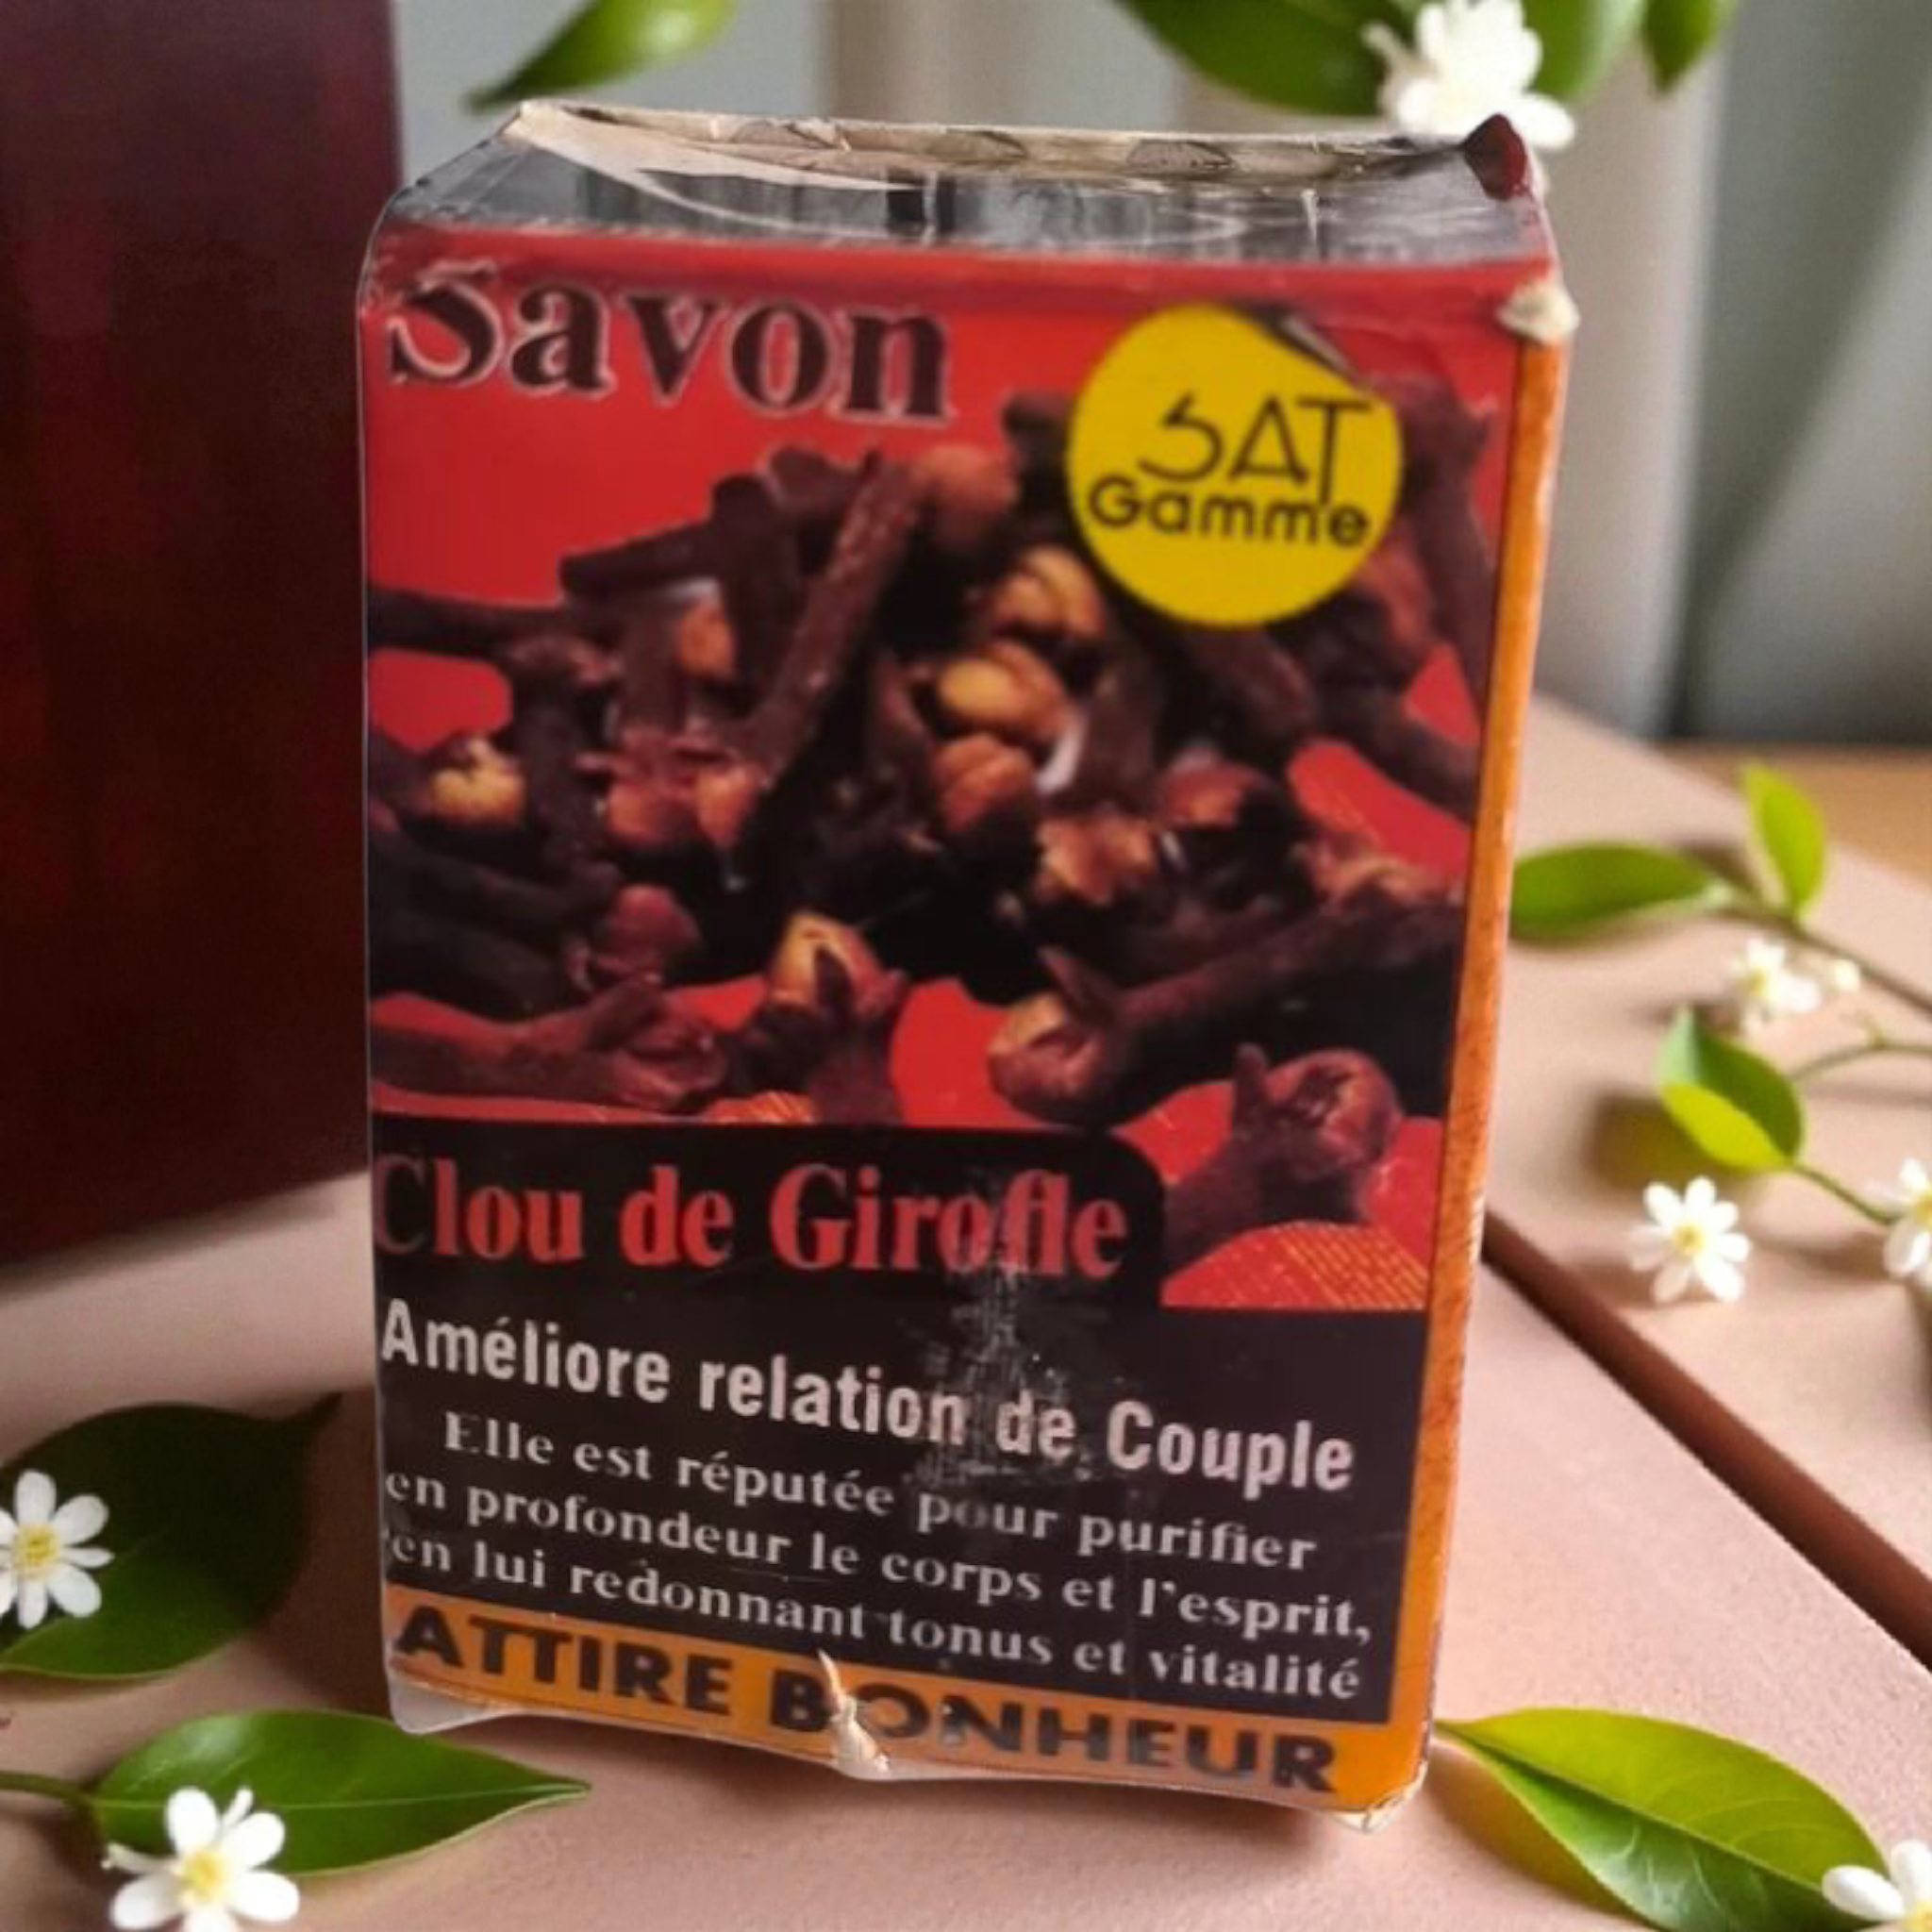 Savon
SAT
Gamme
Clou de Girofle
Améliore relation de Couple
Elle est réputée pour purifier
en profondeur le corps et l'esprit,
en lui redonnant tonus et vitalité
ATTIRE BONHEUR